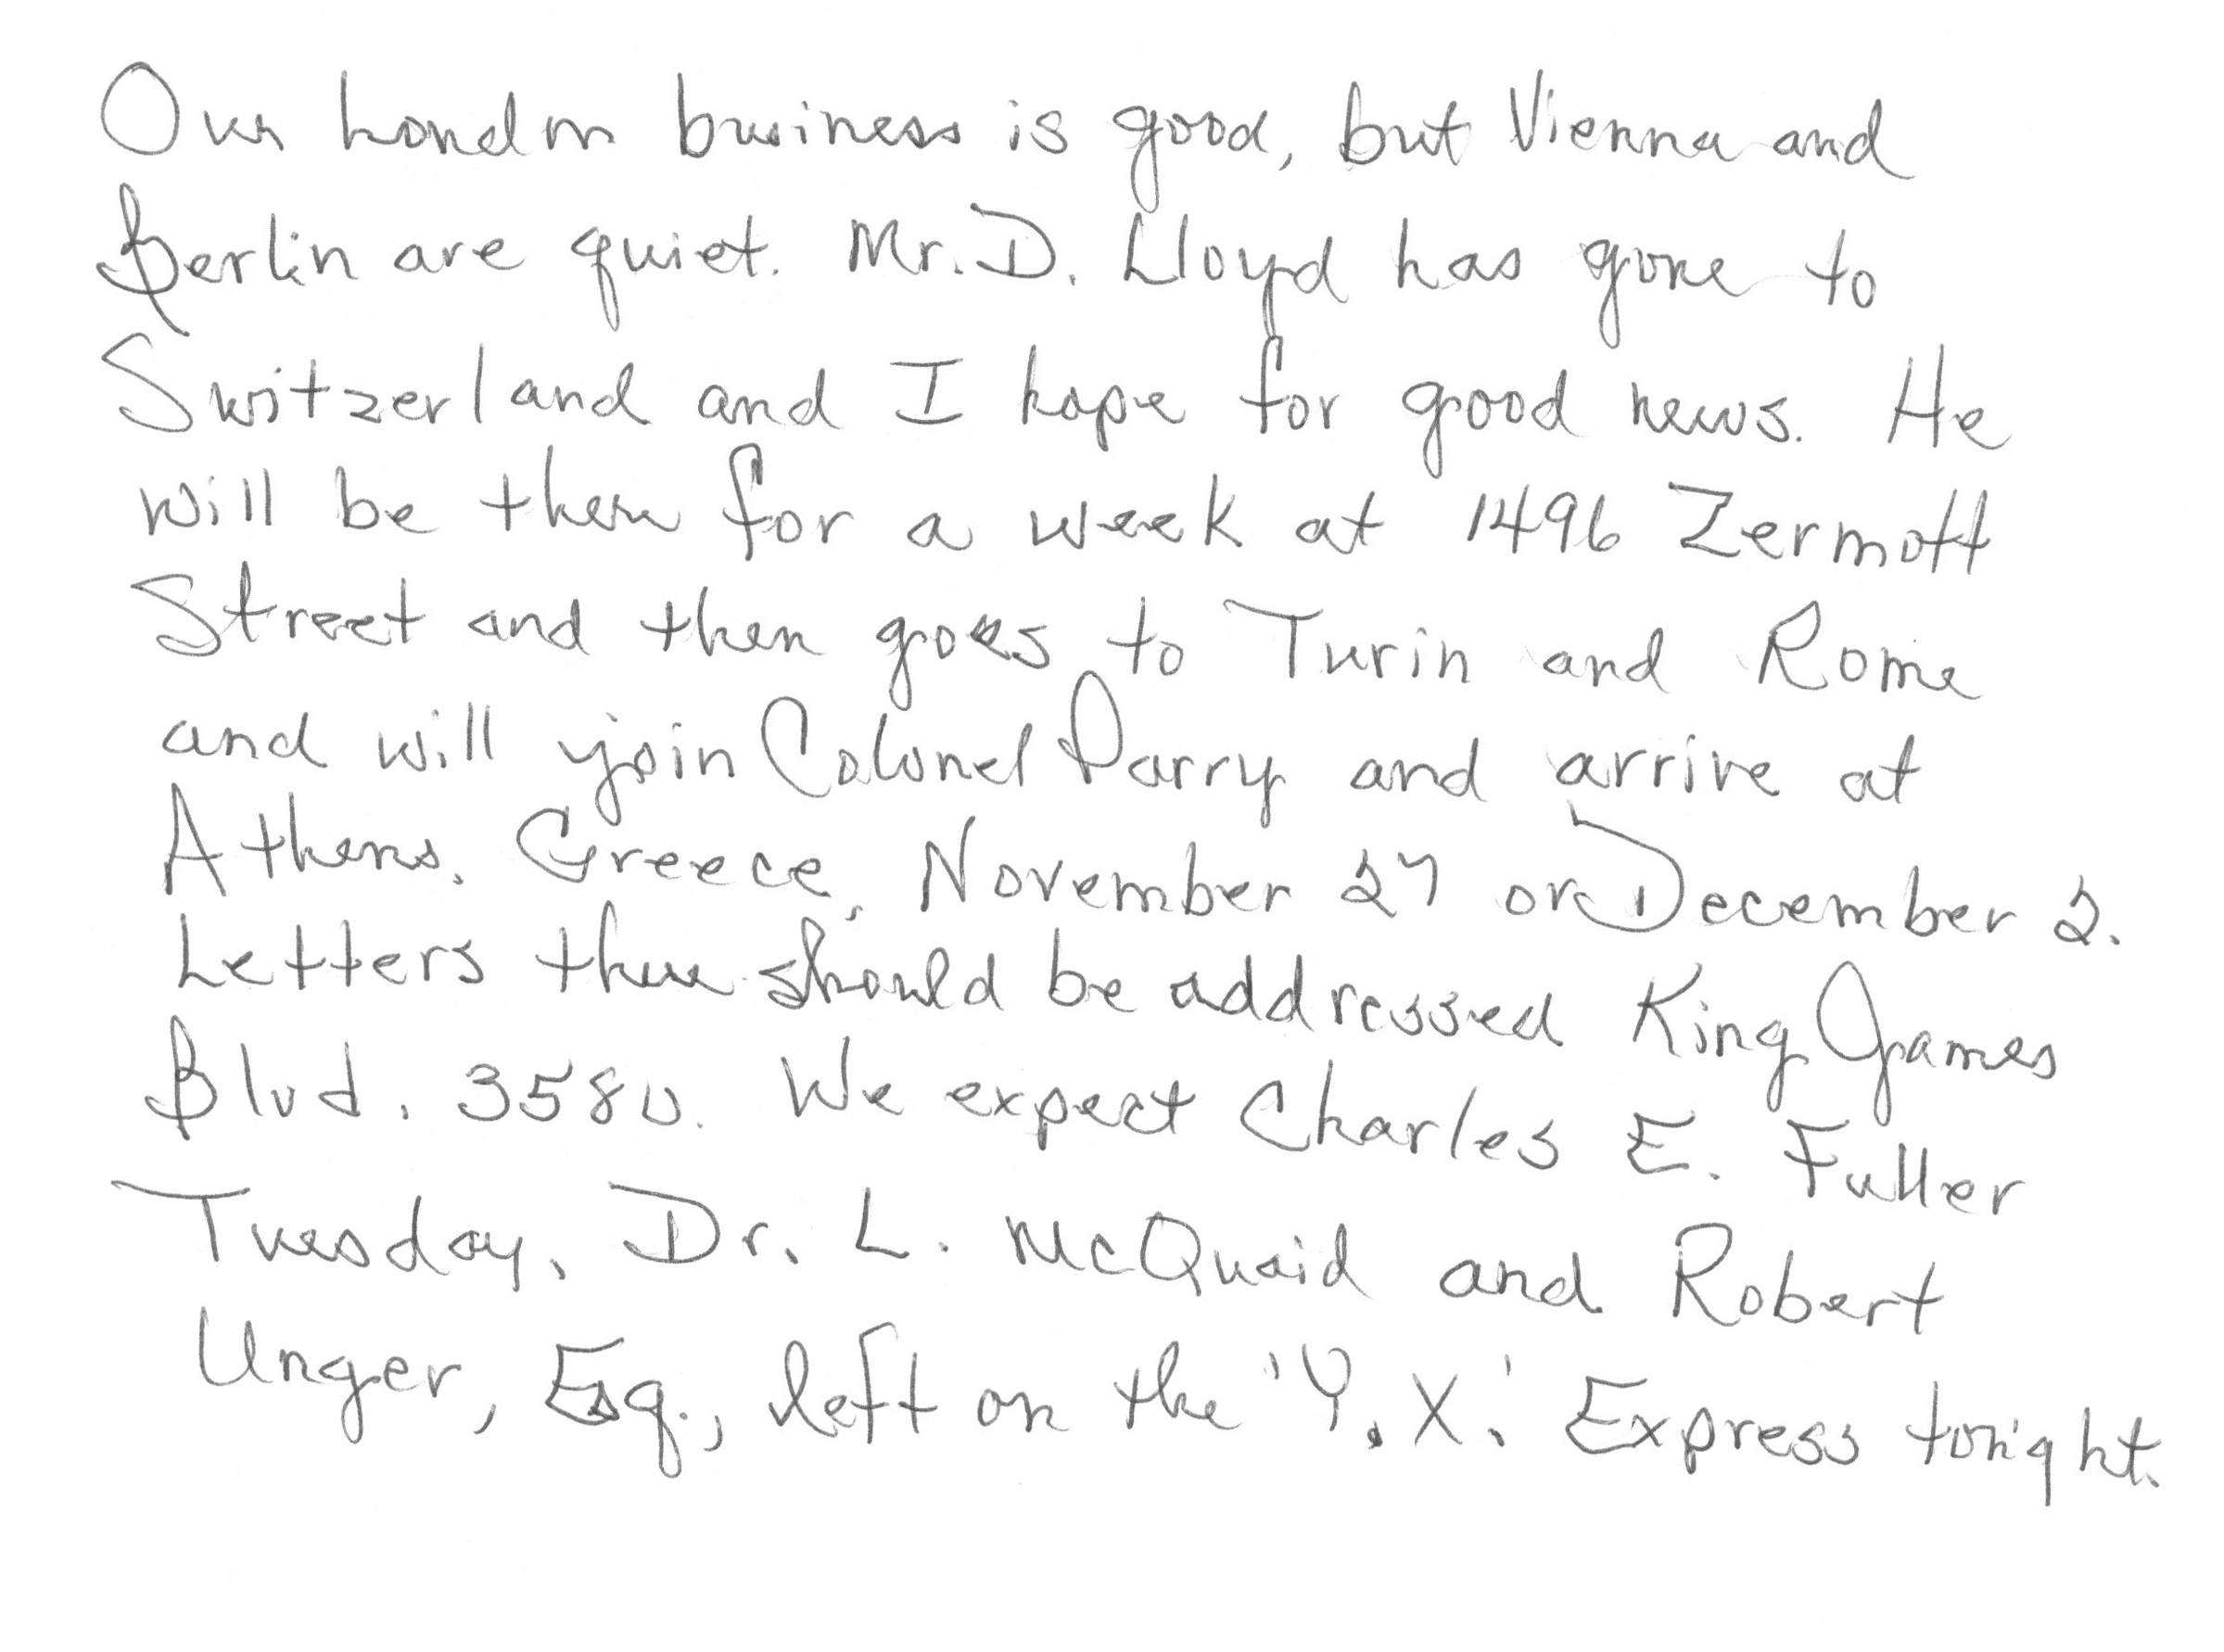 Our London business is good, but Vienna and
Berlin are quiet. Mr. D. Lloyd has gone to
Switzerland and I hope for good news. He
will be there for a week at 1496 Zermott
Street and then goes to Turin and Rome
and will join Colonel Parry and arrive at
Athens, Greece, November 27 or December 2.
Letters there should be addressed King James
Blvd. 3580. We expect Charles E. Fuller
Tuesday. Dr. L. McQuaid and Robert
Unger, Esq., left on the 'Y.X.' Express tonight.